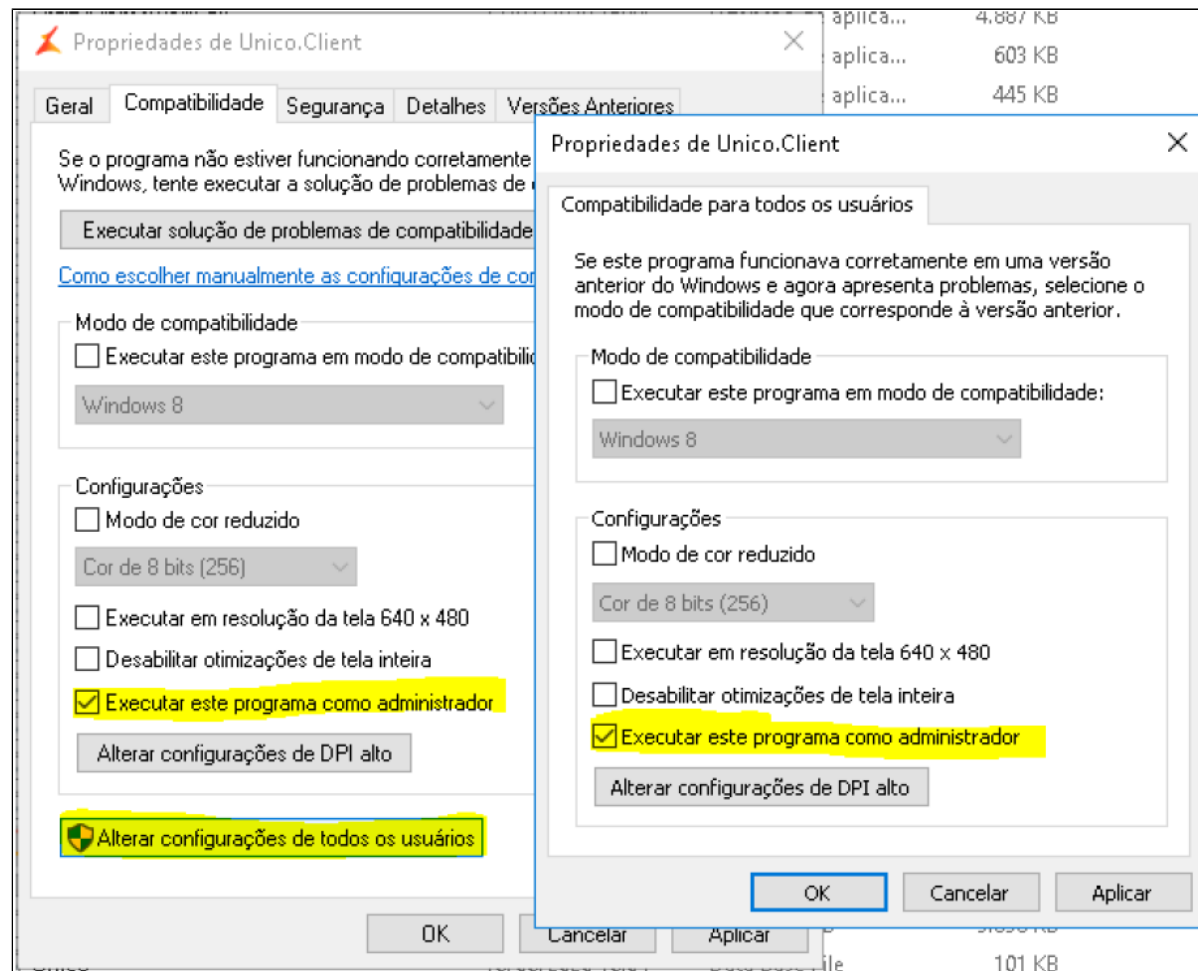 aplica...
4.887 KB
aplica...
603 KB
aplica...
445 KB
Propriedades de Unico.Client
Geral
Compatibilidade
Segurança
Detalhes
Versões Anteriores
Se o programa não estiver funcionando corretamente
Windows, tente executar a solução de problemas de
Executar solução de problemas de compatibilidade
Como escolher manualmente as configurações de
Modo de compatibilidade
Executar este programa em modo de
Windows 8
Configurações
Modo de cor reduzido
Cor de 8 bits (256)
Executar em resolução da tela 640 x 480
Desabilitar otimizações de tela inteira
Executar este programa como administrador
Alterar configurações de DPI alto
Alterar configurações de todos os usuários
OK
Cancelar
Aplicar
Propriedades de Unico.Client
Compatibilidade para todos os usuários
Se este programa funcionava corretamente em uma versão
anterior do Windows e agora apresenta problemas, selecione o
modo de compatibilidade que corresponde à versão anterior.
Modo de compatibilidade
Executar este programa em modo de compatibilidade:
Windows 8
Configurações
Modo de cor reduzido
Cor de 8 bits (256)
Executar em resolução da tela 640 x 480
Desabilitar otimizações de tela inteira
Executar este programa como administrador
Alterar configurações de DPI alto
OK
Cancelar
Aplicar
101 KB